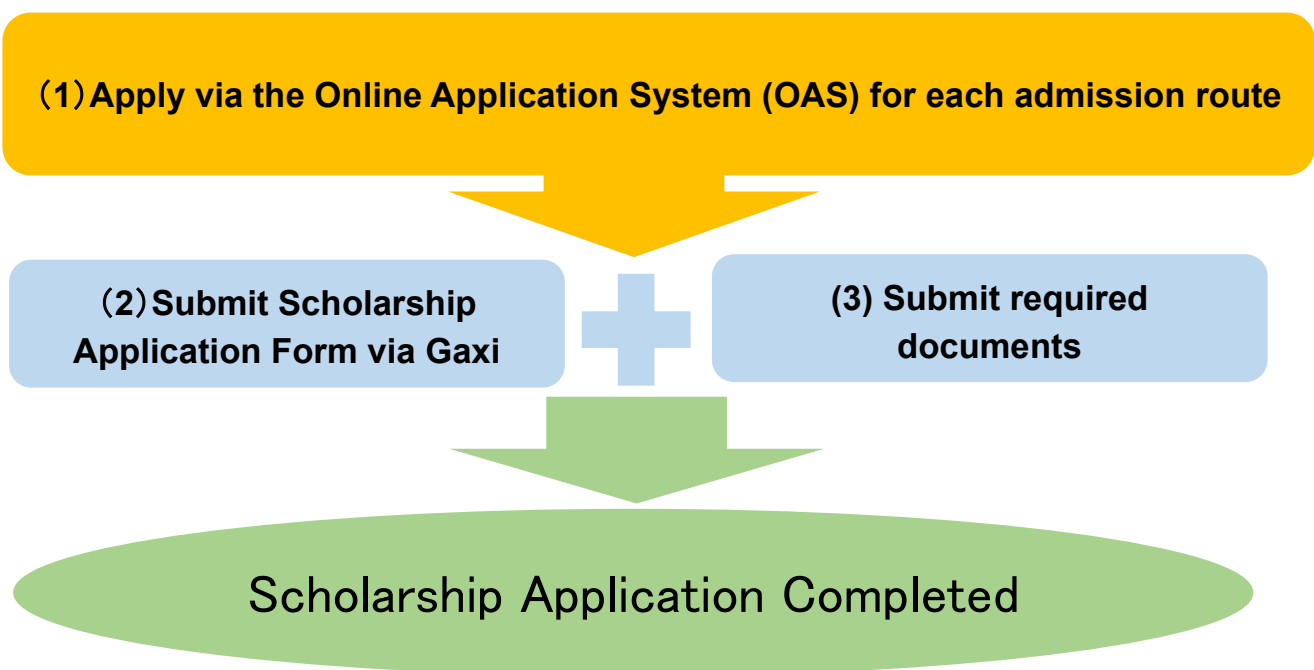 （1）Apply via the Online Application System (OAS) for each admission route
（2）Submit Scholarship
Application Form via Gaxi
(3) Submit required
documents
Scholarship Application Completed